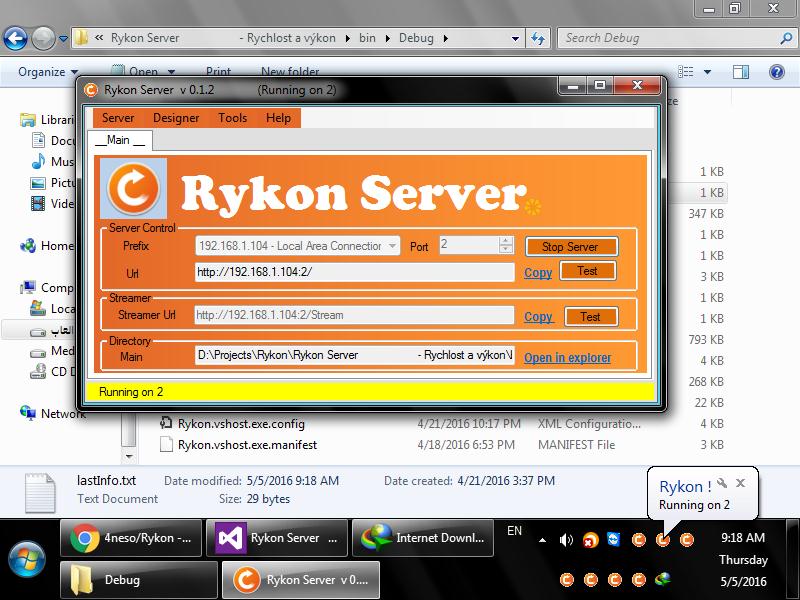 « Rykon Server - Rychlost a výkon ▸ bin ▸ Debug ▸
Search Debug
Organize Open Print New folder
Rykon Server v 0.1.2 (Running on 2)
Server Designer Tools Help
__Main __
Rykon Server
Server Control
Prefix 192.168.1.104 - Local Area Connection Port 2 Stop Server
Url http://192.168.1.104:2/ Copy Test
Streamer
Streamer Url http://192.168.1.104:2/Stream Copy Test
Directory
Main D:\Projects\Rykon\Rykon Server - Rychlost a výkon\ Open in explorer
Running on 2
Librari
Docu
Musi
Pictu
Vide
Home
Comp
Loca
العاب
Med
CD D
Network
ze
1 KB
1 KB
347 KB
1 KB
1 KB
3 KB
1 KB
1 KB
793 KB
4 KB
268 KB
22 KB
Rykon.vshost.exe.config 4/21/2016 10:17 PM XML Configuratio... 4 KB
Rykon.vshost.exe.manifest 4/18/2016 6:53 PM MANIFEST File 3 KB
lastInfo.txt Date modified: 5/5/2016 9:18 AM Date created: 4/21/2016 3:37 PM
Text Document Size: 29 bytes
Rykon !
Running on 2
4neso/Rykon -... Rykon Server ... Internet Downl... EN 9:18 AM
Thursday
Debug Rykon Server v 0.... 5/5/2016